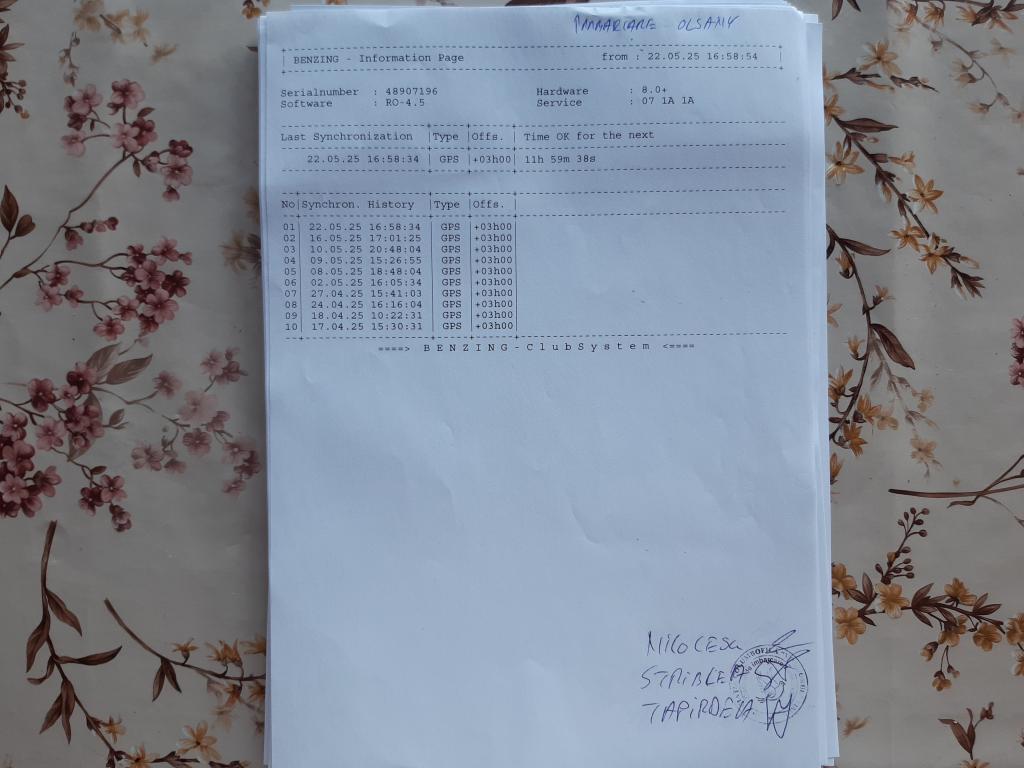 OLSANY
BENZING - Information Page from : 22.05.25 16:58:54
Serialnumber : 48907196 Hardware : 8.0+
Software : RO-4.5 Service : 07 1A 1A
Last Synchronization |Type |Offs. | Time OK for the next
22.05.25 16:58:34 | GPS |+03h00| 11h 59m 38s
No|Synchron. History |Type |Offs. |
01| 22.05.25 16:58:34 | GPS |+03h00|
02| 16.05.25 17:01:25 | GPS |+03h00|
03| 10.05.25 20:48:04 | GPS |+03h00|
04| 09.05.25 15:26:55 | GPS |+03h00|
05| 08.05.25 18:48:04 | GPS |+03h00|
06| 02.05.25 16:05:34 | GPS |+03h00|
07| 27.04.25 15:41:03 | GPS |+03h00|
08| 24.04.25 16:16:04 | GPS |+03h00|
09| 18.04.25 10:22:31 | GPS |+03h00|
10| 17.04.25 15:30:31 | GPS |+03h00|
====> B E N Z I N G - C l u b S y s t e m <====